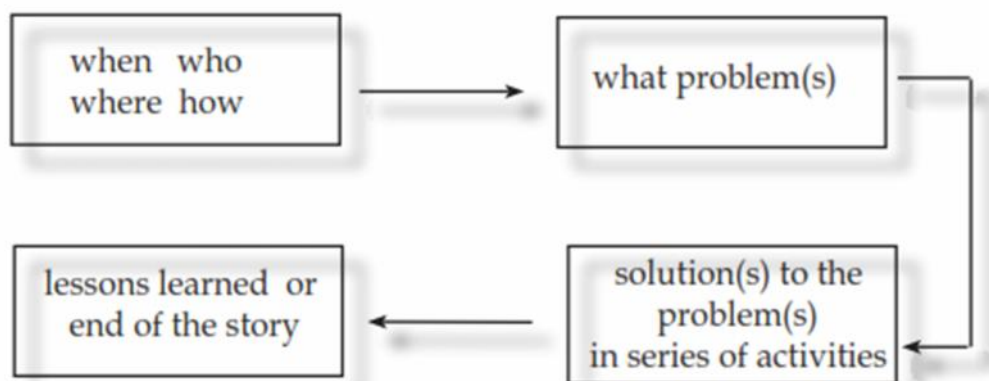 when who
where how
what problem(s)
solution(s) to the
problem(s)
in series of activities
lessons learned or
end of the story